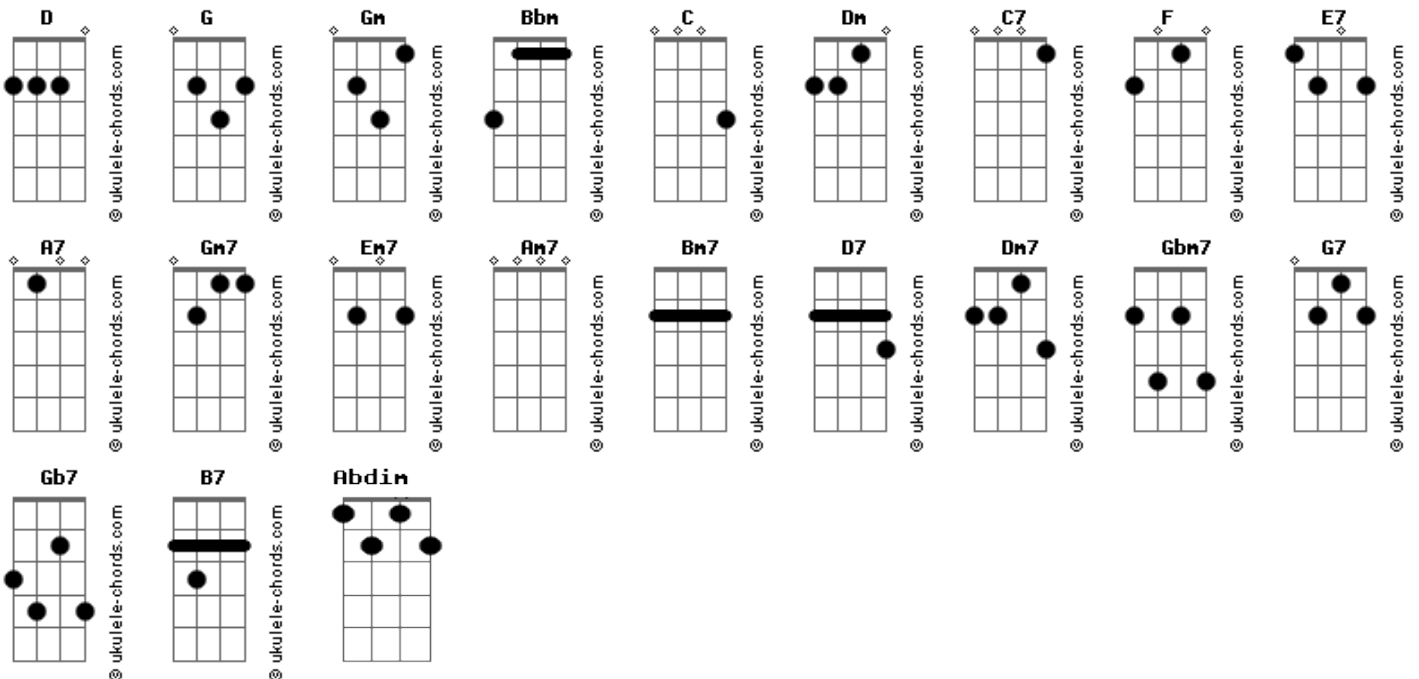 D G Gm Bbm C Dm C7 F E7
© ukulele-chords.com © ukulele-chords.com © ukulele-chords.com © ukulele-chords.com © ukulele-chords.com © ukulele-chords.com © ukulele-chords.com © ukulele-chords.com © ukulele-chords.com
A7 Gm7 Em7 Am7 Bm7 D7 Dm7 Gbm7 G7
© ukulele-chords.com © ukulele-chords.com © ukulele-chords.com © ukulele-chords.com © ukulele-chords.com © ukulele-chords.com © ukulele-chords.com © ukulele-chords.com © ukulele-chords.com
Gb7 B7 Abdim
© ukulele-chords.com © ukulele-chords.com